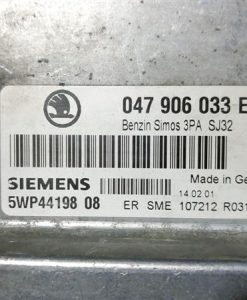 047 906 033 E
Benzin Simos 3PA SJ32
SIEMENS
Made in Ge
14.02.01
5WP44198 08
ER SME 107212 R031